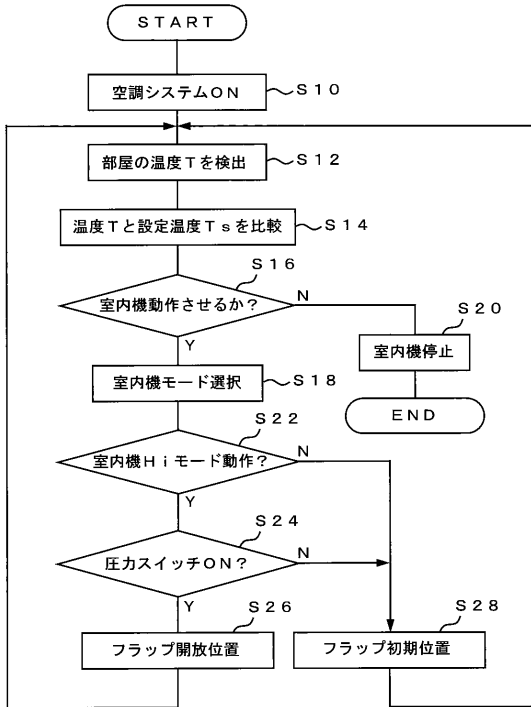 START
空調システムON
S10
部屋の温度Tを検出
S12
温度Tと設定温度Tsを比較
S14
S16
室内機動作させるか？
N
S20
Y
室内機停止
室内機モード選択
S18
END
S22
室内機Hiモード動作？
N
Y
S24
圧力スイッチON？
N
Y
S26
S28
フラップ開放位置
フラップ初期位置